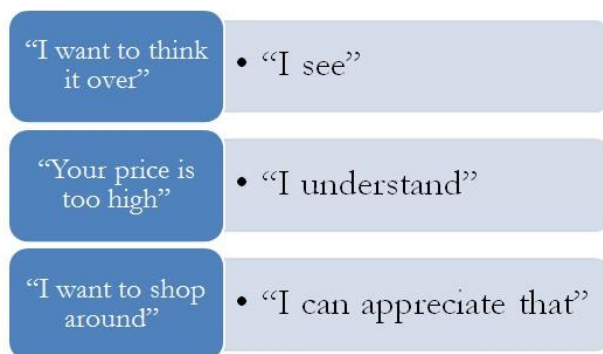 “I want to think
it over”
• “I see”
“Your price is
too high”
• “I understand”
“I want to shop
around”
• “I can appreciate that”